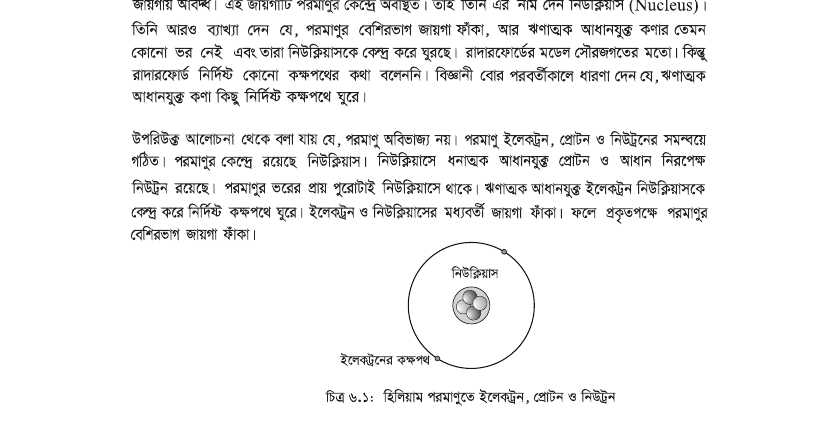 জায়গায় আবদ্ধ। এই জায়গাটি পরমাণুর কেন্দ্রে অবস্থিত। তাই তিনি এর নাম দেন নিউক্লিয়াস (Nucleus)।
তিনি আরও ব্যাখ্যা দেন যে, পরমাণুর বেশিরভাগ জায়গা ফাঁকা, আর ঋণাত্মক আধানযুক্ত কণার তেমন
কোনো ভর নেই এবং তারা নিউক্লিয়াসকে কেন্দ্র করে ঘুরছে। রাদারফোর্ডের মডেল সৌরজগতের মতো। কিন্তু
রাদারফোর্ড নির্দিষ্ট কোনো কক্ষপথের কথা বলেননি। বিজ্ঞানী বোর পরবর্তীকালে ধারণা দেন যে, ঋণাত্মক
আধানযুক্ত কণা কিছু নির্দিষ্ট কক্ষপথে ঘুরে।
উপরিউক্ত আলোচনা থেকে বলা যায় যে, পরমাণু অবিভাজ্য নয়। পরমাণু ইলেকট্রন, প্রোটন ও নিউট্রনের সমন্বয়ে
গঠিত। পরমাণুর কেন্দ্রে রয়েছে নিউক্লিয়াস। নিউক্লিয়াসে ধনাত্মক আধানযুক্ত প্রোটন ও আধান নিরপেক্ষ
নিউট্রন রয়েছে। পরমাণুর ভরের প্রায় পুরোটাই নিউক্লিয়াসে থাকে। ঋণাত্মক আধানযুক্ত ইলেকট্রন নিউক্লিয়াসকে
কেন্দ্র করে নির্দিষ্ট কক্ষপথে ঘুরে। ইলেকট্রন ও নিউক্লিয়াসের মধ্যবর্তী জায়গা ফাঁকা। ফলে প্রকৃতপক্ষে পরমাণুর
বেশিরভাগ জায়গা ফাঁকা।
নিউক্লিয়াস
ইলেকট্রনের কক্ষপথ
চিত্র ৬.১: হিলিয়াম পরমাণুতে ইলেকট্রন, প্রোটন ও নিউট্রন